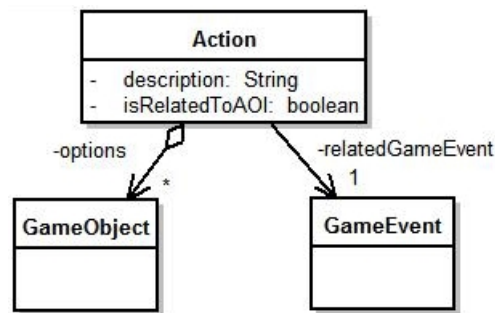 Action
- description: String
- isRelatedToAOI: boolean
-options
-relatedGameEvent
*
1
GameObject
GameEvent